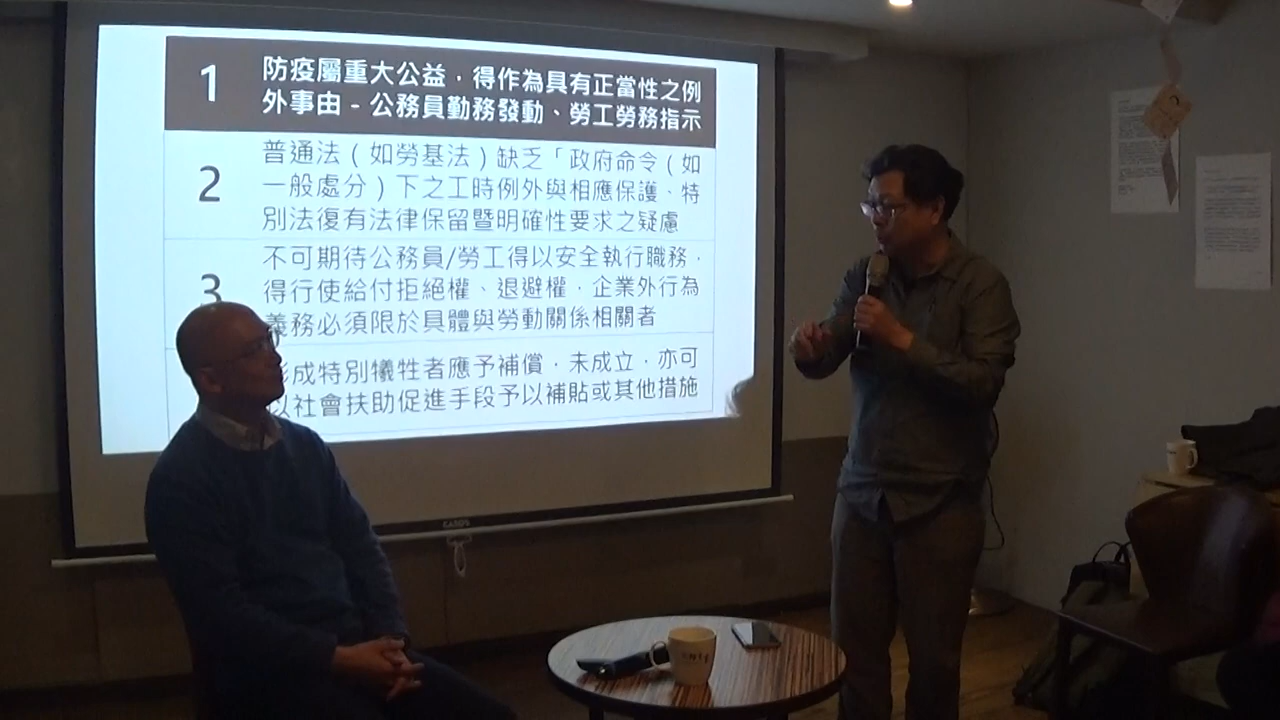 1
防疫屬重大公益，得作為具有正當性之例
外事由－公務員勤務發動、勞工勞務指示
2
普通法（如勞基法）缺乏「政府命令（如
一般處分）下之工時例外與相應保護、特
別法復有法律保留暨明確性要求之疑慮
3
不可期待公務員/勞工得以安全執行職務，
得行使給付拒絕權、退避權，企業外行為
義務必須限於具體與勞動關係相關者
形成特別犧牲者應予補償，未成立，亦可
以社會扶助促進手段予以補貼或其他措施